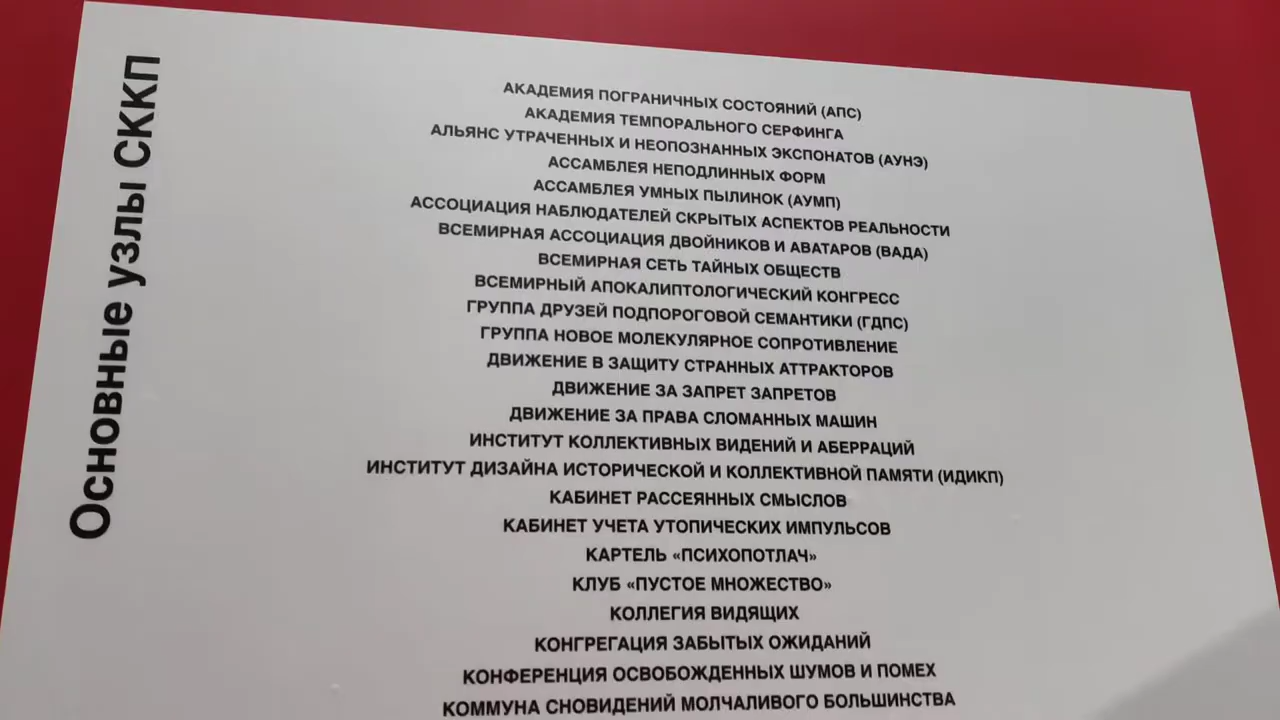 Основные узлы СККП
АКАДЕМИЯ ПОГРАНИЧНЫХ СОСТОЯНИЙ (АПС)
АКАДЕМИЯ ТЕМПОРАЛЬНОГО СЕРФИНГА
АЛЬЯНС УТРАЧЕННЫХ И НЕОПОЗНАННЫХ ЭКСПОНАТОВ (АУНЭ)
АССАМБЛЕЯ НЕПОДЛИННЫХ ФОРМ
АССАМБЛЕЯ УМНЫХ ПЫЛИНОК (АУМП)
АССОЦИАЦИЯ НАБЛЮДАТЕЛЕЙ СКРЫТЫХ АСПЕКТОВ РЕАЛЬНОСТИ
ВСЕМИРНАЯ АССОЦИАЦИЯ ДВОЙНИКОВ И АВАТАРОВ (ВАДА)
ВСЕМИРНАЯ СЕТЬ ТАЙНЫХ ОБЩЕСТВ
ВСЕМИРНЫЙ АПОКАЛИПТОЛОГИЧЕСКИЙ КОНГРЕСС
ГРУППА ДРУЗЕЙ ПОДПОРОГОВОЙ СЕМАНТИКИ (ГДПС)
ГРУППА НОВОЕ МОЛЕКУЛЯРНОЕ СОПРОТИВЛЕНИЕ
ДВИЖЕНИЕ В ЗАЩИТУ СТРАННЫХ АТТРАКТОРОВ
ДВИЖЕНИЕ ЗА ЗАПРЕТ ЗАПРЕТОВ
ДВИЖЕНИЕ ЗА ПРАВА СЛОМАННЫХ МАШИН
ИНСТИТУТ КОЛЛЕКТИВНЫХ ВИДЕНИЙ И АБЕРРАЦИЙ
ИНСТИТУТ ДИЗАЙНА ИСТОРИЧЕСКОЙ И КОЛЛЕКТИВНОЙ ПАМЯТИ (ИДИКП)
КАБИНЕТ РАССЕЯННЫХ СМЫСЛОВ
КАБИНЕТ УЧЕТА УТОПИЧЕСКИХ ИМПУЛЬСОВ
КАРТЕЛЬ «ПСИХОПОТЛАЧ»
КЛУБ «ПУСТОЕ МНОЖЕСТВО»
КОЛЛЕГИЯ ВИДЯЩИХ
КОНГРЕГАЦИЯ ЗАБЫТЫХ ОЖИДАНИЙ
КОНФЕРЕНЦИЯ ОСВОБОЖДЕННЫХ ШУМОВ И ПОМЕХ
КОММУНА СНОВИДЕНИЙ МОЛЧАЛИВОГО БОЛЬШИНСТВА